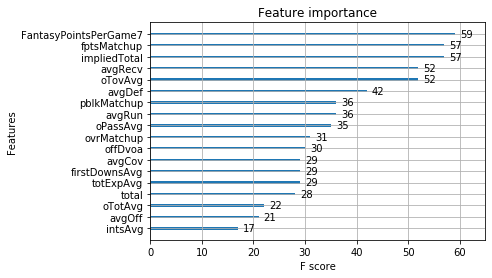 Feature importance
FantasyPointsPerGame7 59
fptsMatchup 57
impliedTotal 57
avgRecv 52
oTovAvg 52
avgDef 42
pblkMatchup 36
avgRun 36
oPassAvg 35
ovrMatchup 31
offDvoa 30
avgCov 29
firstDownsAvg 29
totExpAvg 29
total 28
oTotAvg 22
avgOff 21
intsAvg 17
Features
0 10 20 30 40 50 60
F score